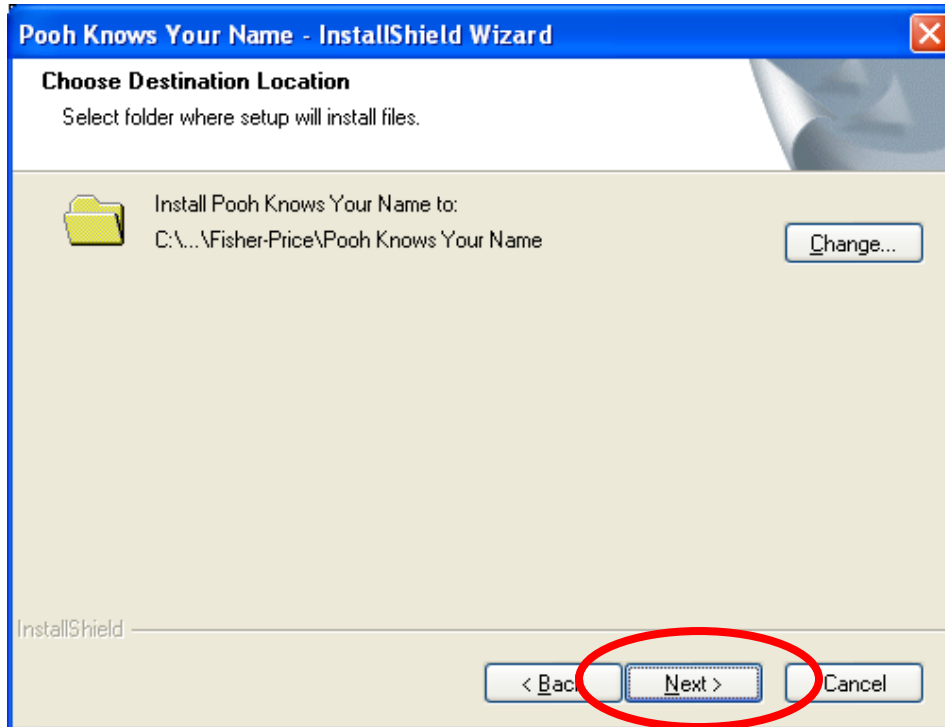 Pooh Knows Your Name - InstallShield Wizard
Choose Destination Location
Select folder where setup will install files.
Install Pooh Knows Your Name to:
C:\...\Fisher-Price\Pooh Knows Your Name
Change...
InstallShield
< Back Next > Cancel